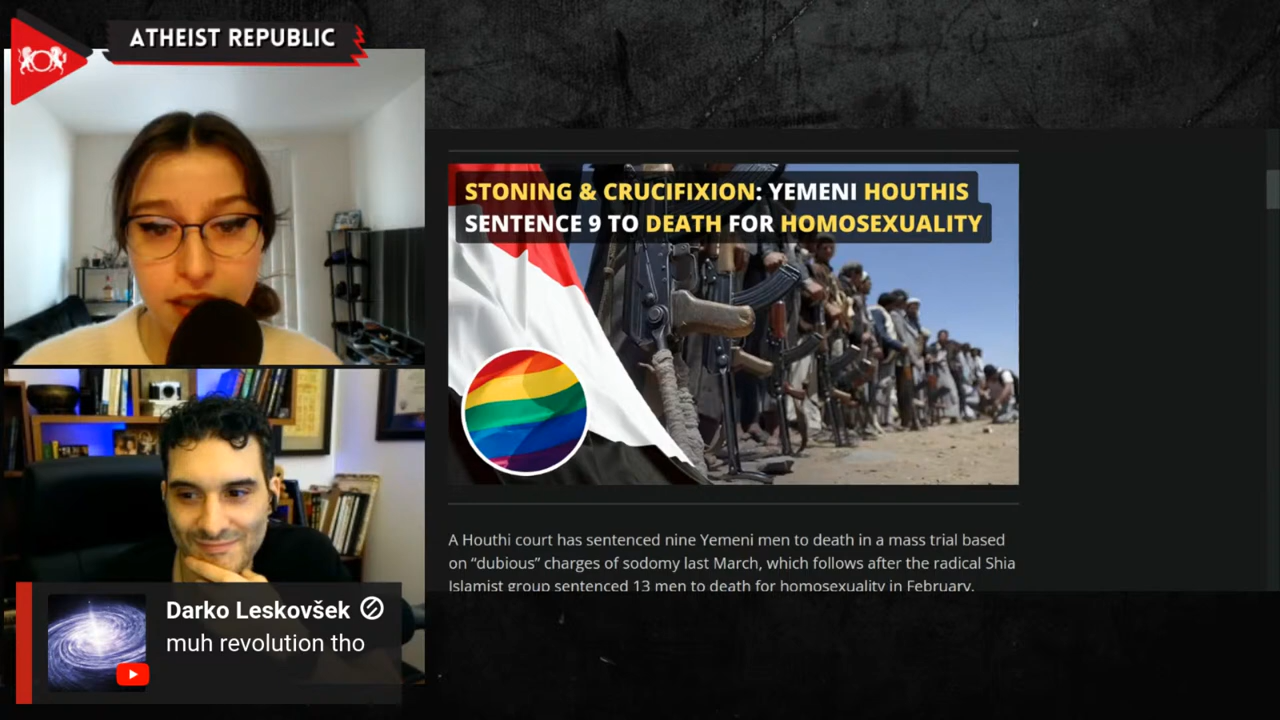 ATHEIST REPUBLIC
STONING & CRUCIFIXION: YEMENI HOUTHIS
SENTENCE 9 TO DEATH FOR HOMOSEXUALITY
A Houthi court has sentenced nine Yemeni men to death in a mass trial based
on “dubious” charges of sodomy last March, which follows after the radical Shia
Islamist group sentenced 13 men to death for homosexuality in February.
Darko Leskovšek
muh revolution tho